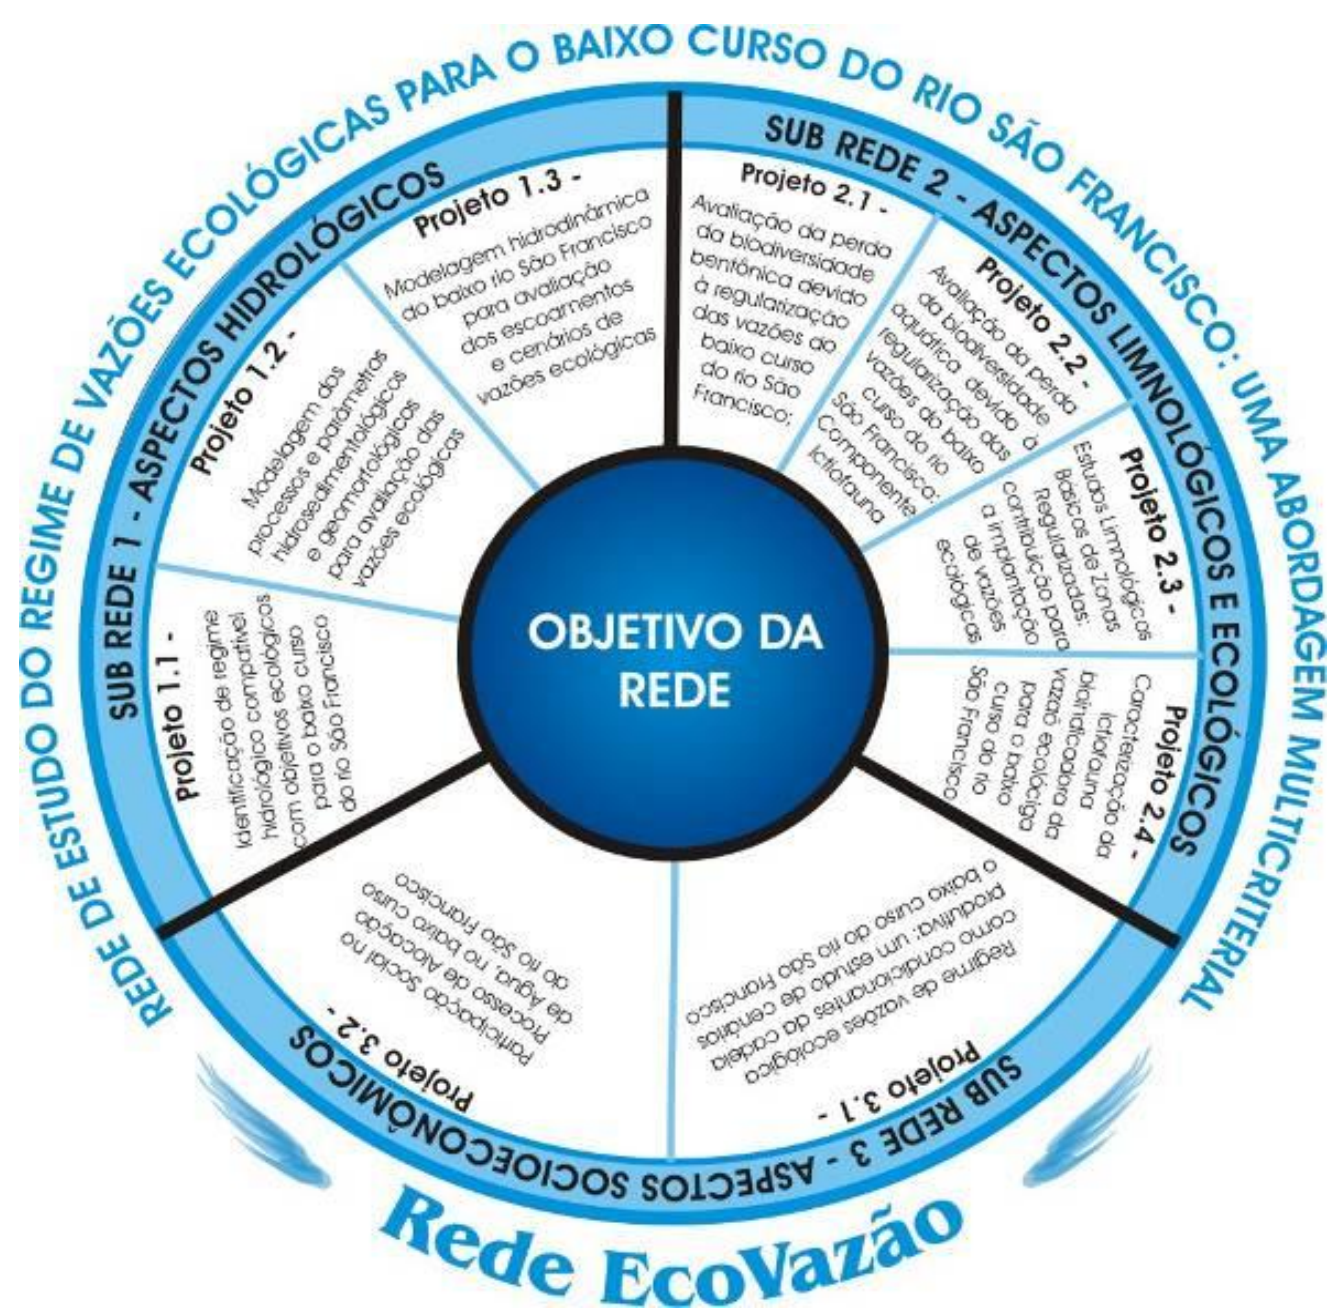 REDE DE ESTUDO DO REGIME DE VAZÕES ECOLÓGICAS PARA O BAIXO CURSO DO RIO SÃO FRANCISCO: UMA ABORDAGEM MULTICRITERIAL
SUB REDE 1 - ASPECTOS HIDROLÓGICOS
Projeto 1.1 -
Identificação de regime
hidrológico compatível
com objetivos ecológicos
para o baixo curso
do rio São Francisco
Projeto 1.2 -
Modelagem dos
processos e parâmetros
hidrosedimentológicos
e geomorfológicos
para avaliação das
vazões ecológicas
Projeto 1.3 -
Modelagem hidrodinâmica
do baixo rio São Francisco
para avaliação
dos escoamentos
e cenários de
vazões ecológicas
SUB REDE 2 - ASPECTOS LIMNOLÓGICOS E ECOLÓGICOS
Projeto 2.1 -
Avaliação da perda
da biodiversidade
bentônica devido
à regularização
das vazões ao
baixo curso
do rio São
Francisco;
Projeto 2.2 -
Avaliação da perda
da biodiversidade
aquática devido à
regularização das
vazões do baixo
curso do rio
São Francisco:
Componente
Ictiofauna
Projeto 2.3 -
Estudos Limnológicos
Basicos de Zonas
Regularizadas:
contribuição para
a implantação
de vazões
ecológicas
Projeto 2.4 -
Caracterização da
ictiofauna
bioindicadora da
vazaõ ecológica
para o baixo
curso do rio
São Francisco
SUB REDE 3 - ASPECTOS SOCIOECONÔMICOS
Projeto 3.1 -
Regime de vazões ecológica
como condicionantes da cadeia
produtiva: um estudo de cenários
o baixo curso do rio São Francisco
Projeto 3.2 -
Participação Social no
Processo de Alocação
de Água, no baixo curso
do rio São Francisco
OBJETIVO DA
REDE
Rede EcoVazão